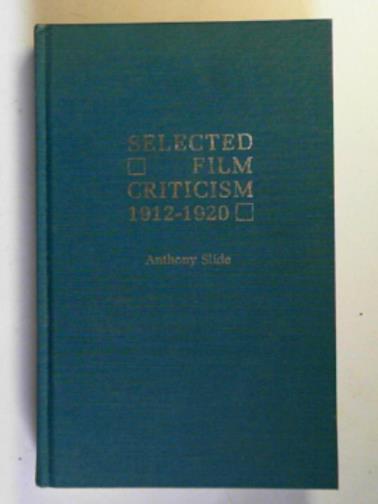 SELECTED
□ FILM
CRITICISM
1912-1920 □
Anthony Slide